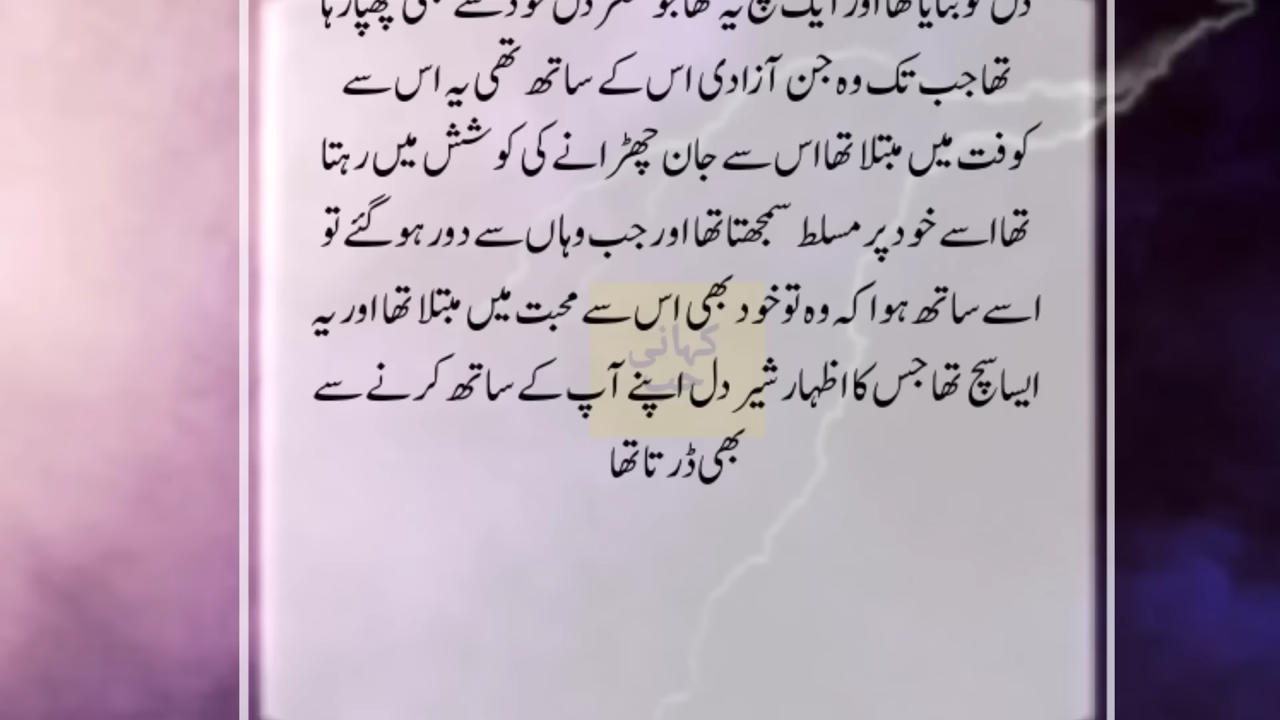 دل کو بتایا تھا اور ایک سچ یہ تھا جو شیر دل خود سے بھی چھپا رہا
تھا جب تک وہ جن آزادی اس کے ساتھ تھی یہ اس سے
کوفت میں مبتلا تھا اس سے جان چھڑانے کی کوشش میں رہتا
تھا اسے خود پر مسلط سمجھتا تھا اور جب وہاں سے دور ہو گئے تو
اسے ساتھ ہوا کہ وہ تو خود بھی اس سے محبت میں مبتلا تھا اور یہ
ایسا سچ تھا جس کا اظہار شیر دل اپنے آپ کے ساتھ کرنے سے
بھی ڈرتا تھا
کہانی